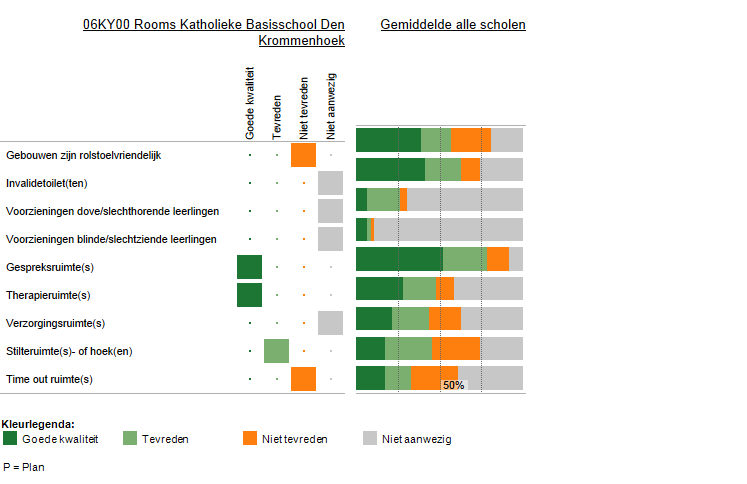 06KY00 Rooms Katholieke Basisschool Den
Krommenhoek
Gemiddelde alle scholen
Goede kwaliteit
Tevreden
Niet tevreden
Niet aanwezig
Gebouwen zijn rolstoelvriendelijk
Invalidetoilet(ten)
Voorzieningen dove/slechthorende leerlingen
Voorzieningen blinde/slechtziende leerlingen
Gespreksruimte(s)
Therapieruimte(s)
Verzorgingsruimte(s)
Stilteruimte(s)- of hoek(en)
Time out ruimte(s)
50%
Kleurlegenda:
Goede kwaliteit
Tevreden
Niet tevreden
Niet aanwezig
P = Plan